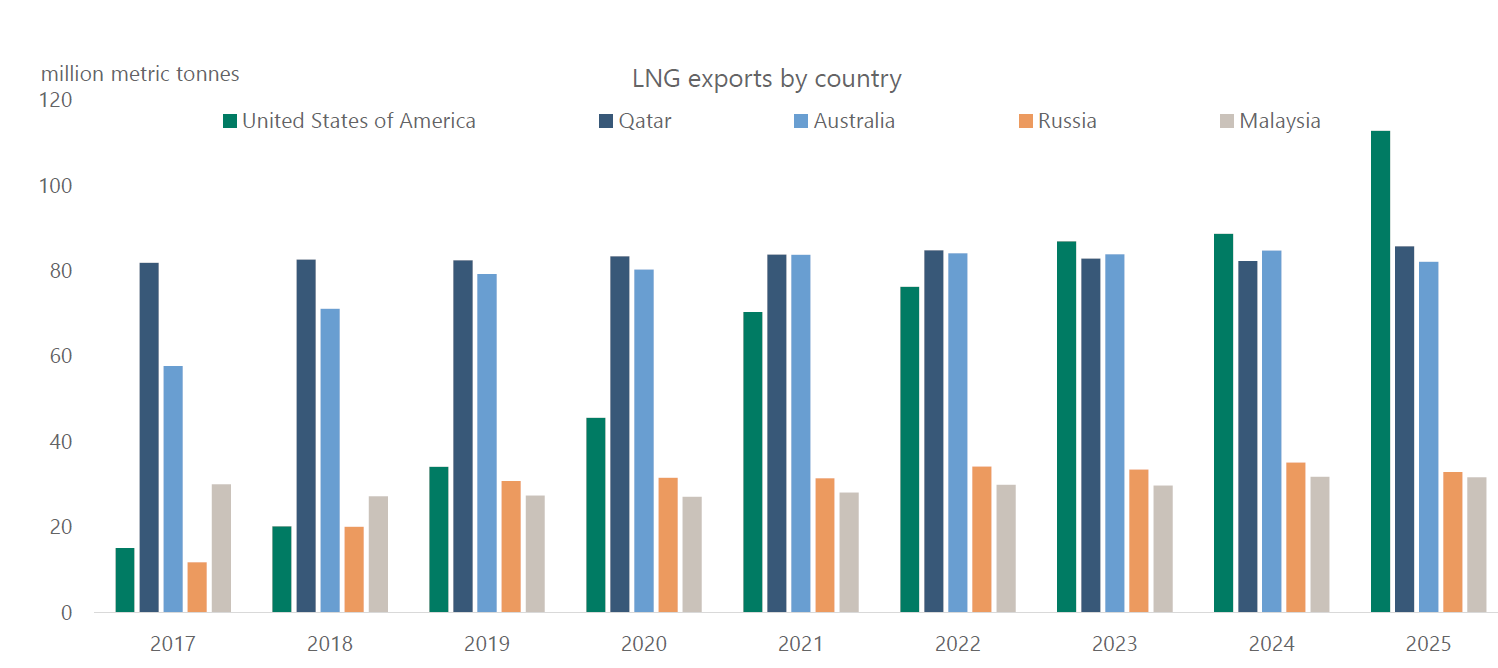 million metric tonnes
LNG exports by country
120
United States of America Qatar Australia Russia Malaysia
100
80
60
40
20
0
2017 2018 2019 2020 2021 2022 2023 2024 2025